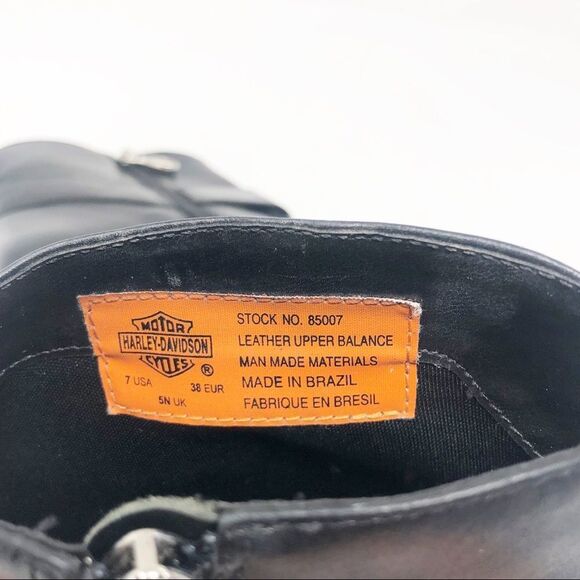 MOTOR
HARLEY-DAVIDSON
CYCLES
®
7 USA 38 EUR
5N UK
STOCK NO. 85007
LEATHER UPPER BALANCE
MAN MADE MATERIALS
MADE IN BRAZIL
FABRIQUE EN BRESIL